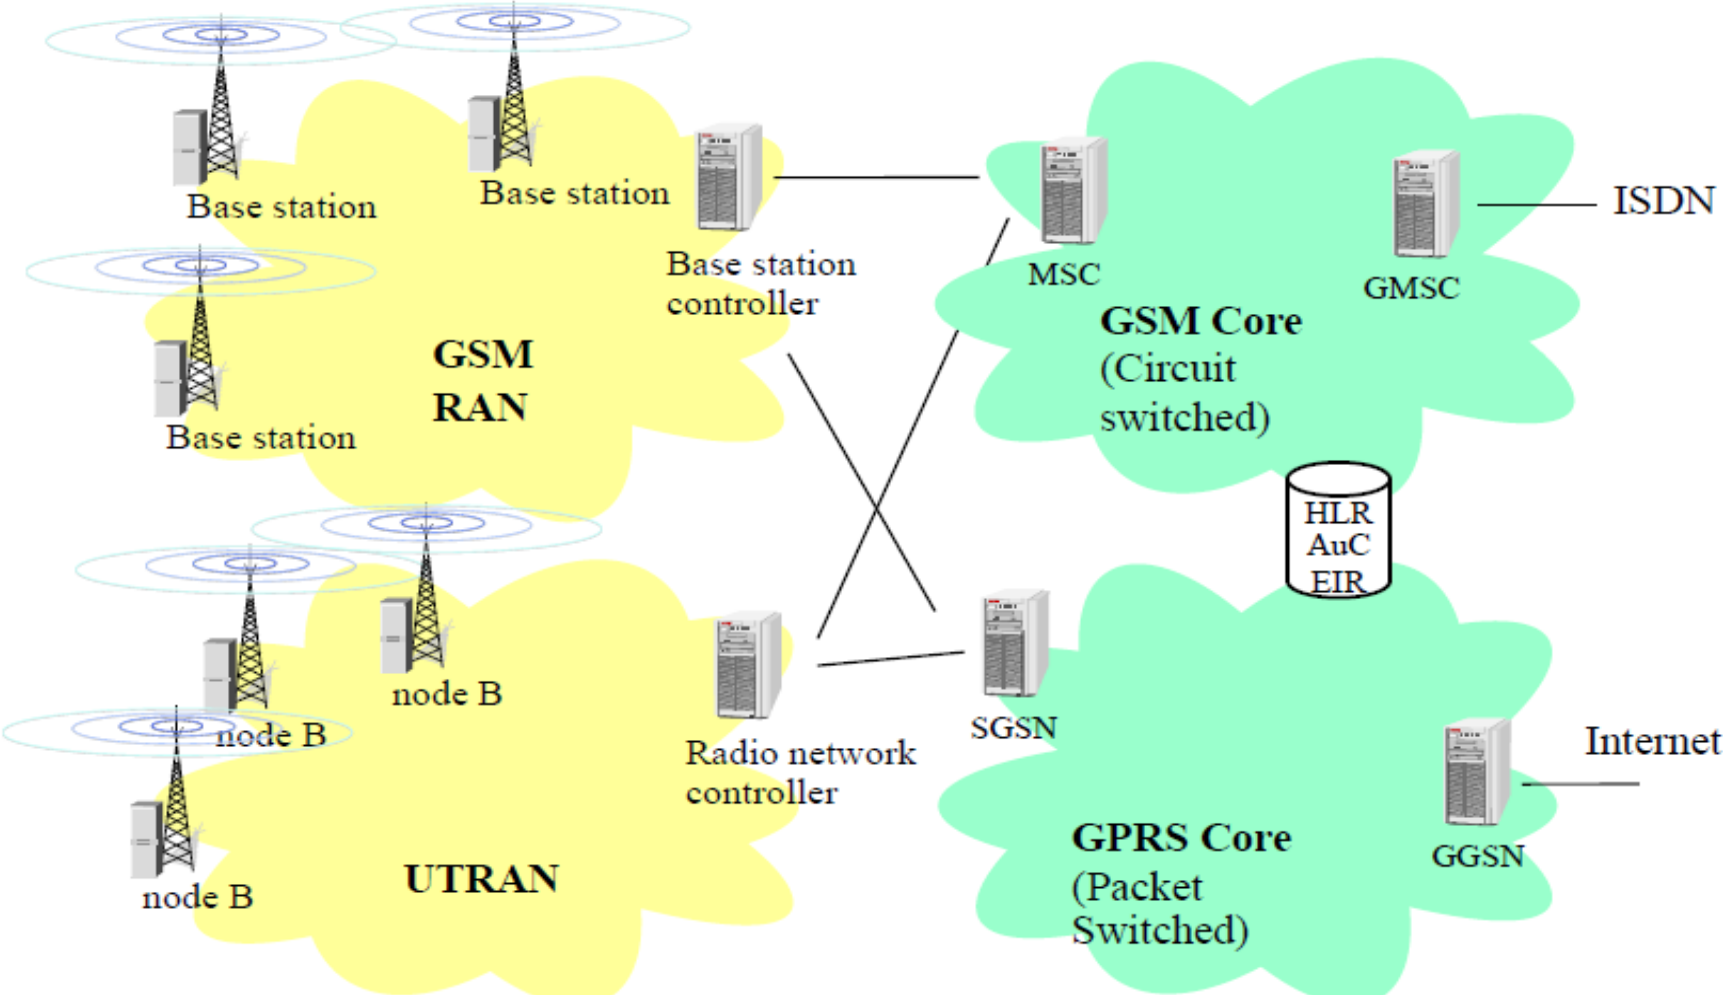 Base station
Base station
Base station
controller
Base station
GSM
RAN
MSC
GMSC
ISDN
GSM Core
(Circuit
switched)
HLR
AuC
EIR
node B
node B
node B
Radio network
controller
UTRAN
SGSN
GGSN
Internet
GPRS Core
(Packet
Switched)